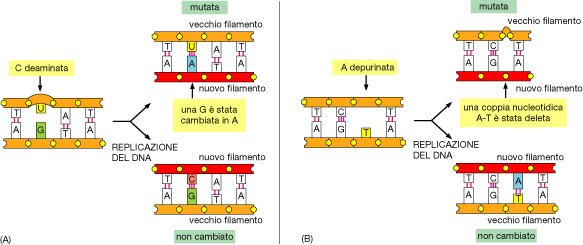 mutata
vecchio filamento
U
T A T
A A T A
nuovo filamento
C deaminata
una G è stata
cambiata in A
T U A T
A G T A
REPLICAZIONE
DEL DNA
nuovo filamento
T C A T
A G T A
vecchio filamento
non cambiato
(A)
mutata
vecchio filamento
T C T
A G A
nuovo filamento
A depurinata
una coppia nucleotidica
A-T è stata deleta
T C T
A G T A
REPLICAZIONE
DEL DNA
nuovo filamento
T C A T
A G T A
vecchio filamento
non cambiato
(B)